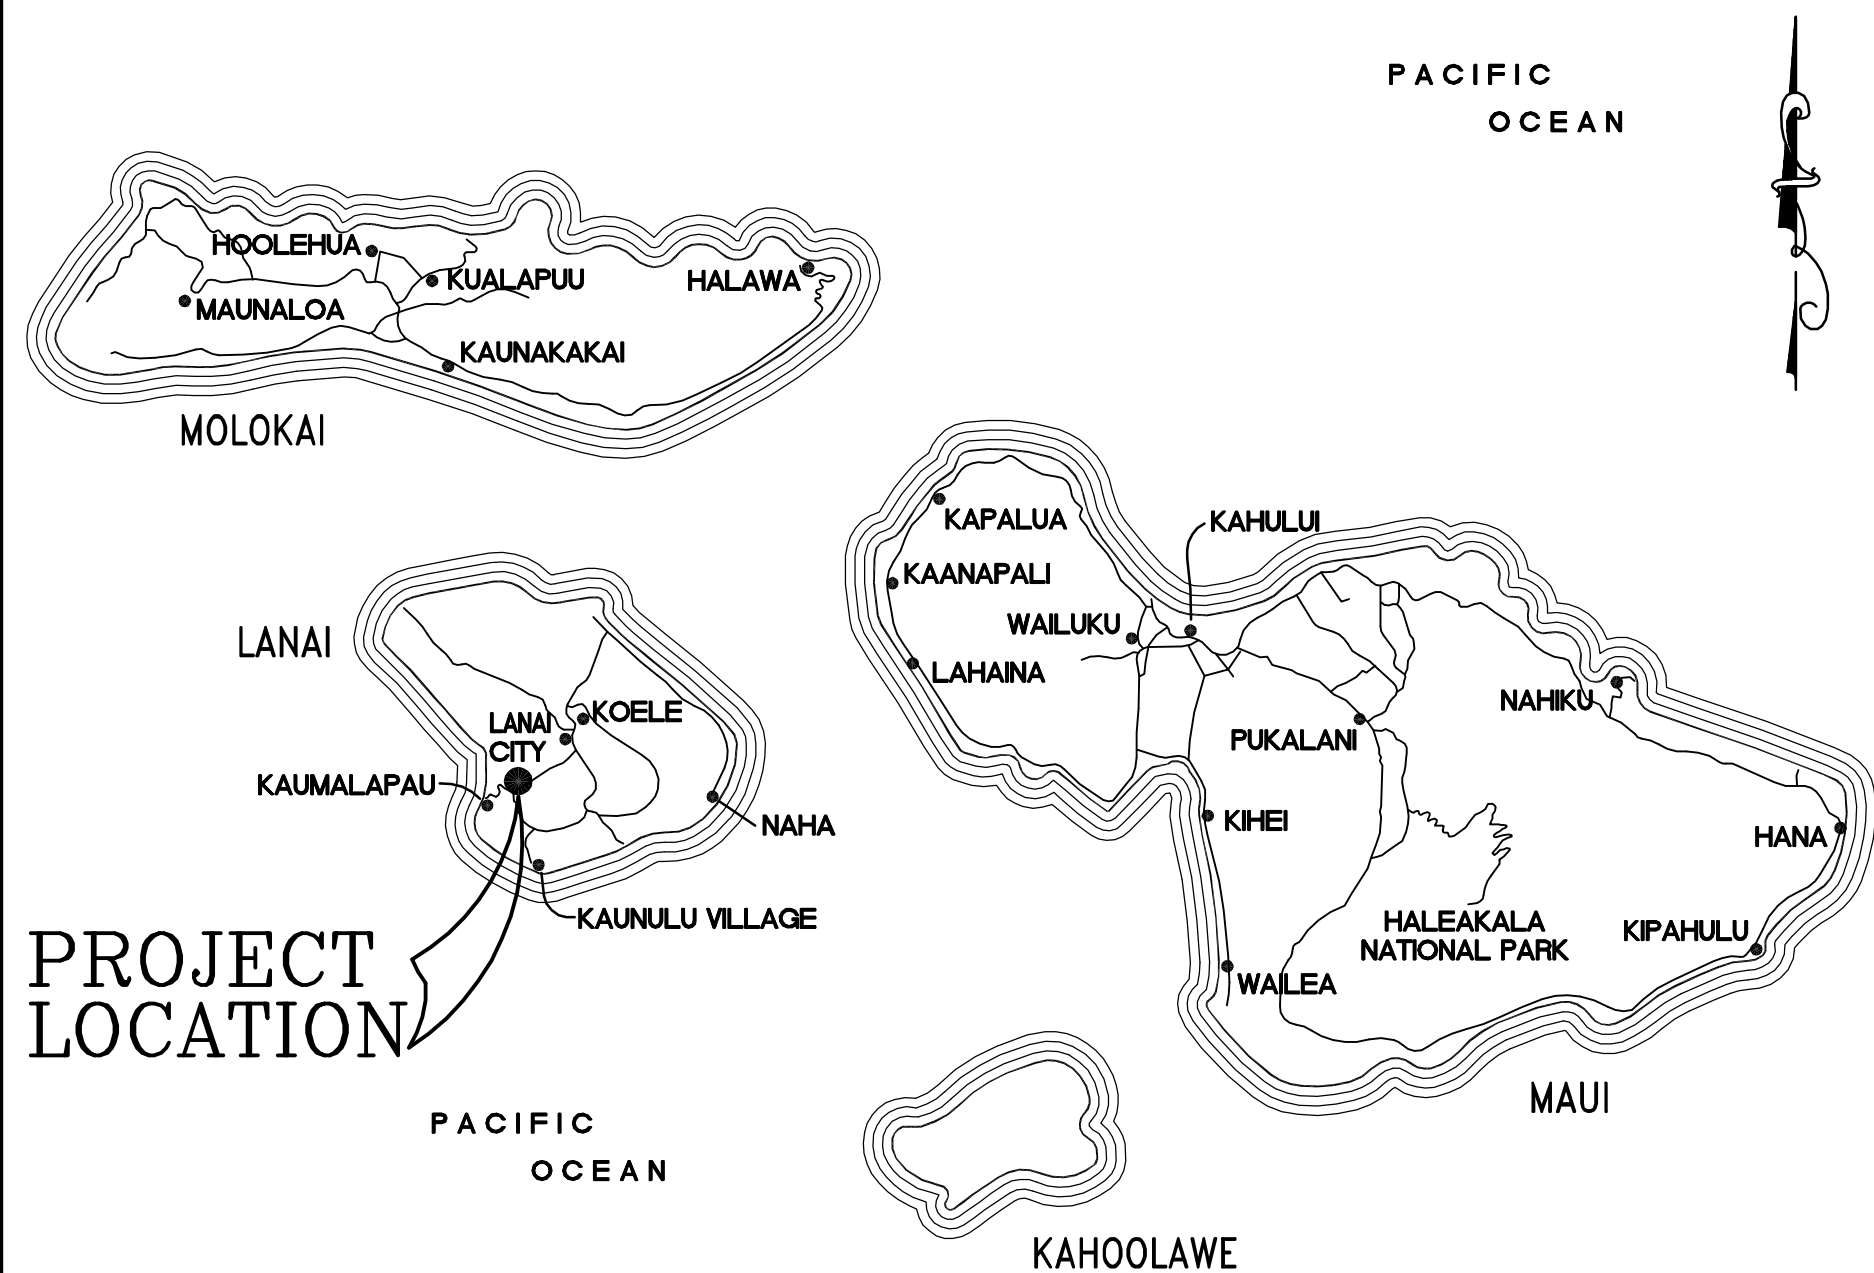 PACIFIC
OCEAN
HOOLEHUA
KUALAPUU
HALAWA
MAUNALOA
KAUNAKAKAI
MOLOKAI
KAPALUA
KAHULUI
KAANAPALI
WAILUKU
LANAI
LAHAINA
NAHIKU
KOELE
LANAI
CITY
PUKALANI
KAUMALAPAU
KIHEI
NAHA
HANA
KAUNULU VILLAGE
HALEAKALA
NATIONAL PARK
KIPAHULU
PROJECT
LOCATION
WAILEA
MAUI
PACIFIC
OCEAN
KAHOOLAWE